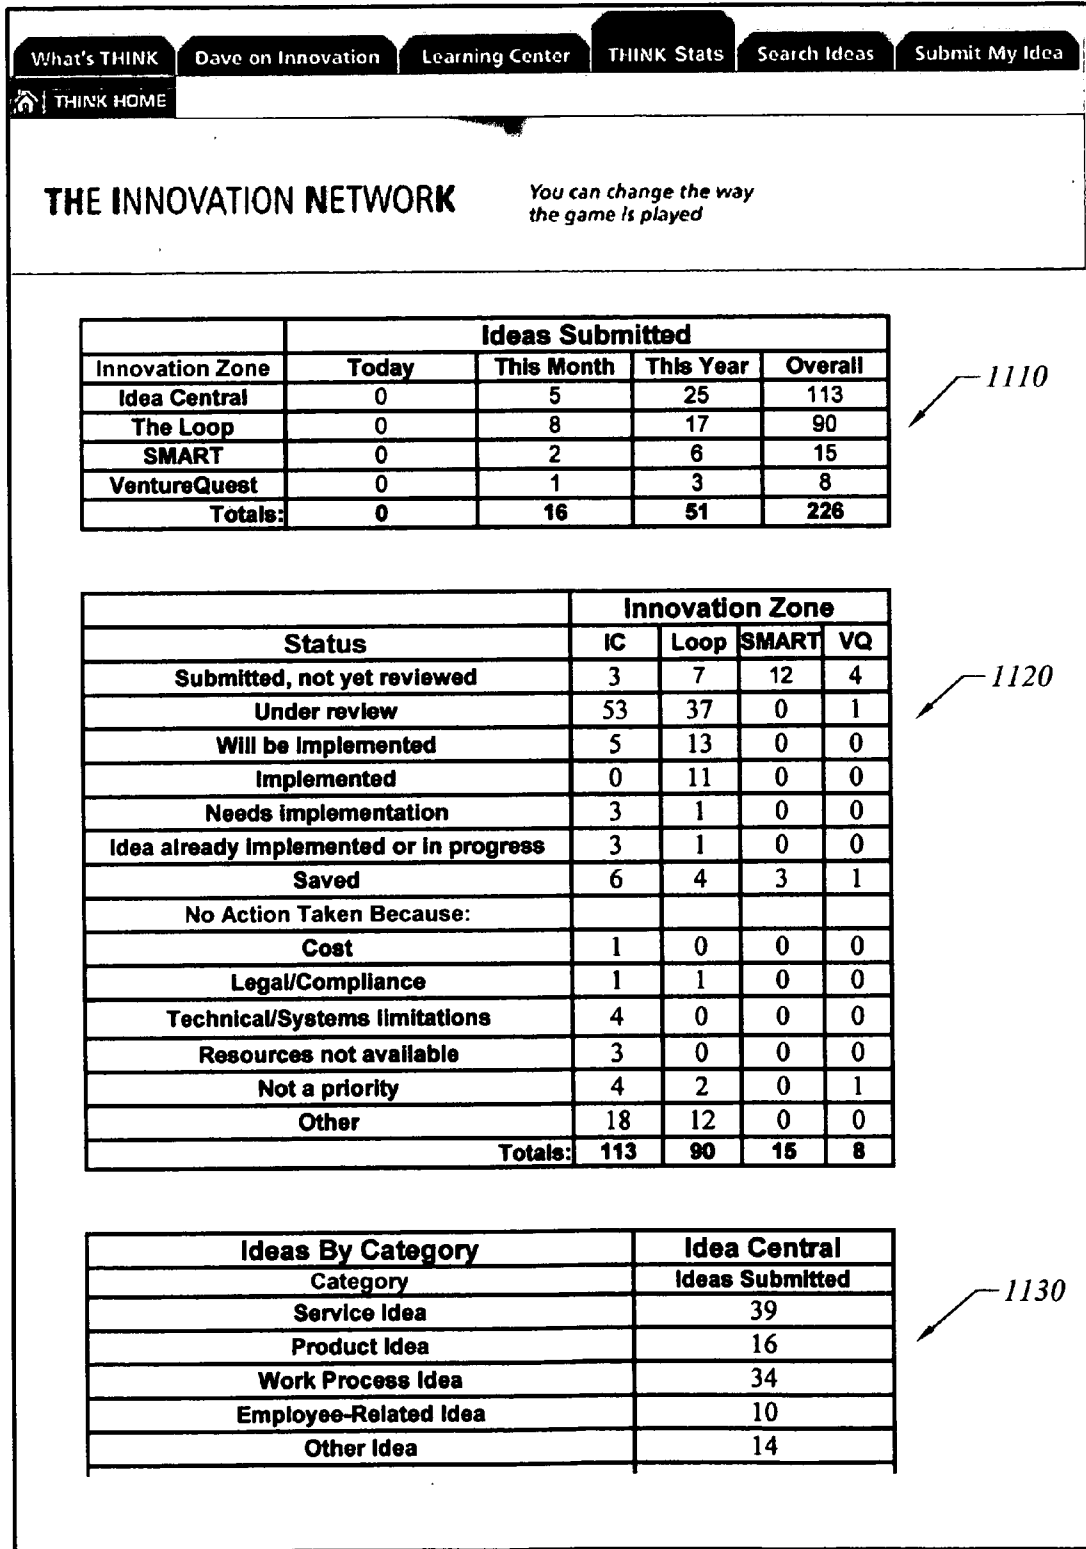 What's THINK Dave on Innovation Learning Center THINK Stats Search Ideas Submit My Idea
THINK HOME
THE INNOVATION NETWORK
You can change the way
the game is played
Ideas Submitted
Innovation Zone Today This Month This Year Overall
Idea Central 0 5 25 113
The Loop 0 8 17 90
SMART 0 2 6 15
VentureQuest 0 1 3 8
Totals: 0 16 51 226
1110
Innovation Zone
Status IC Loop SMART VQ
Submitted, not yet reviewed 3 7 12 4
Under review 53 37 0 1
Will be Implemented 5 13 0 0
Implemented 0 11 0 0
Needs implementation 3 1 0 0
Idea already implemented or in progress 3 1 0 0
Saved 6 4 3 1
No Action Taken Because:
Cost 1 0 0 0
Legal/Compliance 1 1 0 0
Technical/Systems limitations 4 0 0 0
Resources not available 3 0 0 0
Not a priority 4 2 0 1
Other 18 12 0 0
Totals: 113 90 15 8
1120
Ideas By Category Idea Central
Category Ideas Submitted
Service Idea 39
Product Idea 16
Work Process Idea 34
Employee-Related Idea 10
Other Idea 14
1130